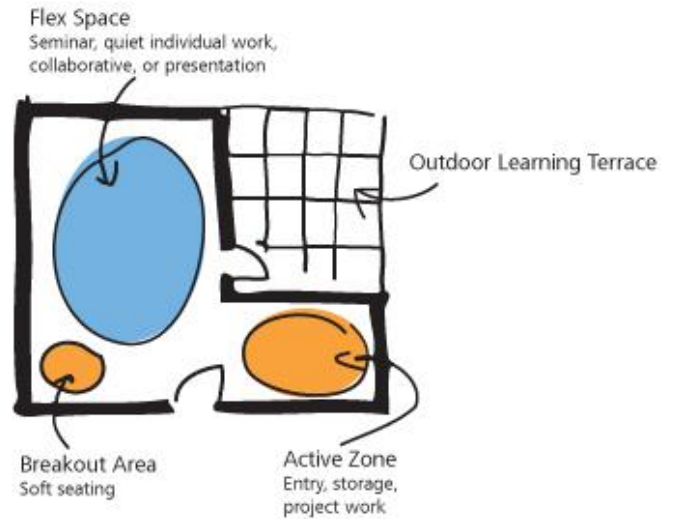 Flex Space
Seminar, quiet individual work,
collaborative, or presentation
Outdoor Learning Terrace
Breakout Area
Soft seating
Active Zone
Entry, storage,
project work